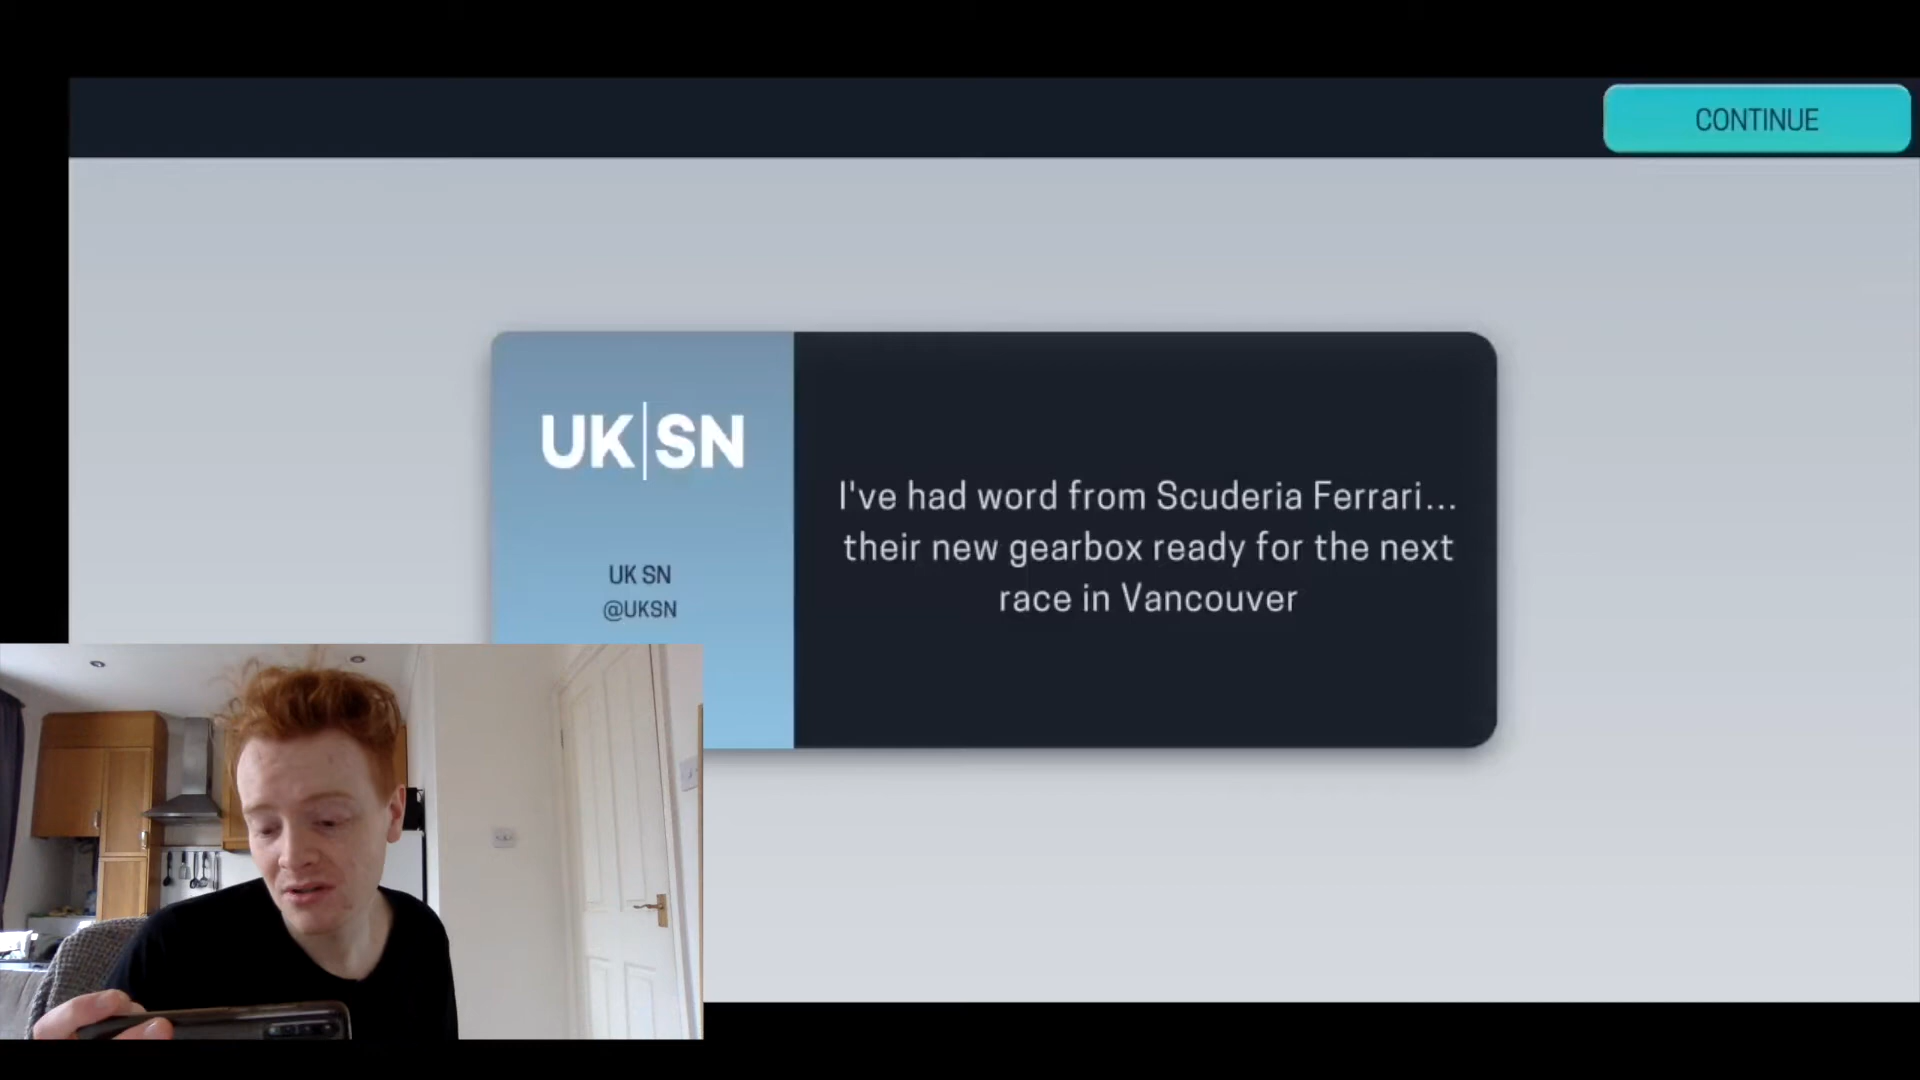 CONTINUE
UK|SN
UK SN
@UKSN
I've had word from Scuderia Ferrari...
their new gearbox ready for the next
race in Vancouver